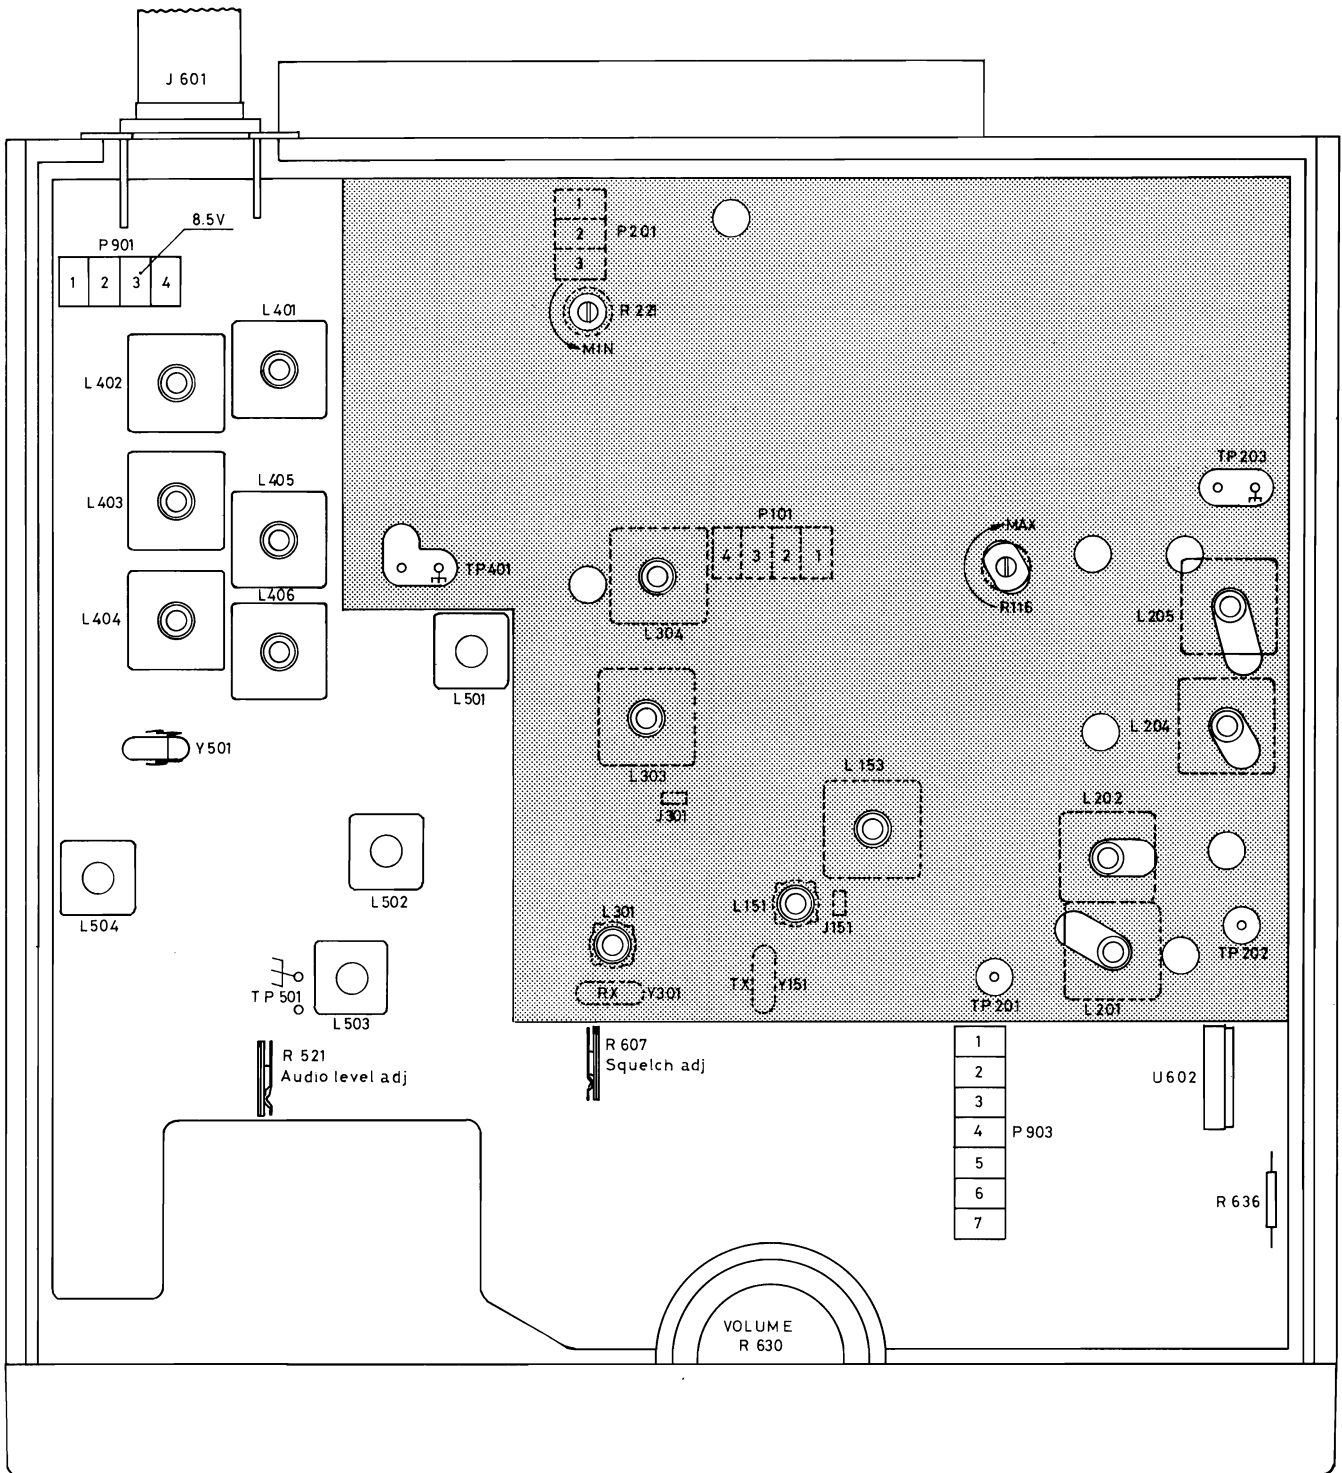 J 601
8.5V
P 901
1 2 3 4
1
2
3
P 201
R 221
MIN
L 401
L 402
L 403
L 405
L 404
L 406
TP 401
P 101
4 3 2 1
L 304
MAX
R 116
TP 203
L 205
L 501
L 204
Y 501
L 303
J 301
L 153
L 202
L 502
L 504
L 301
L 151
J 151
TP 202
TP 501
L 503
RX
Y 301
TX
Y 151
TP 201
L 201
R 521
Audio level adj
R 607
Squelch adj
1
2
3
4
5
6
7
P 903
U 602
R 636
VOLUME
R 630